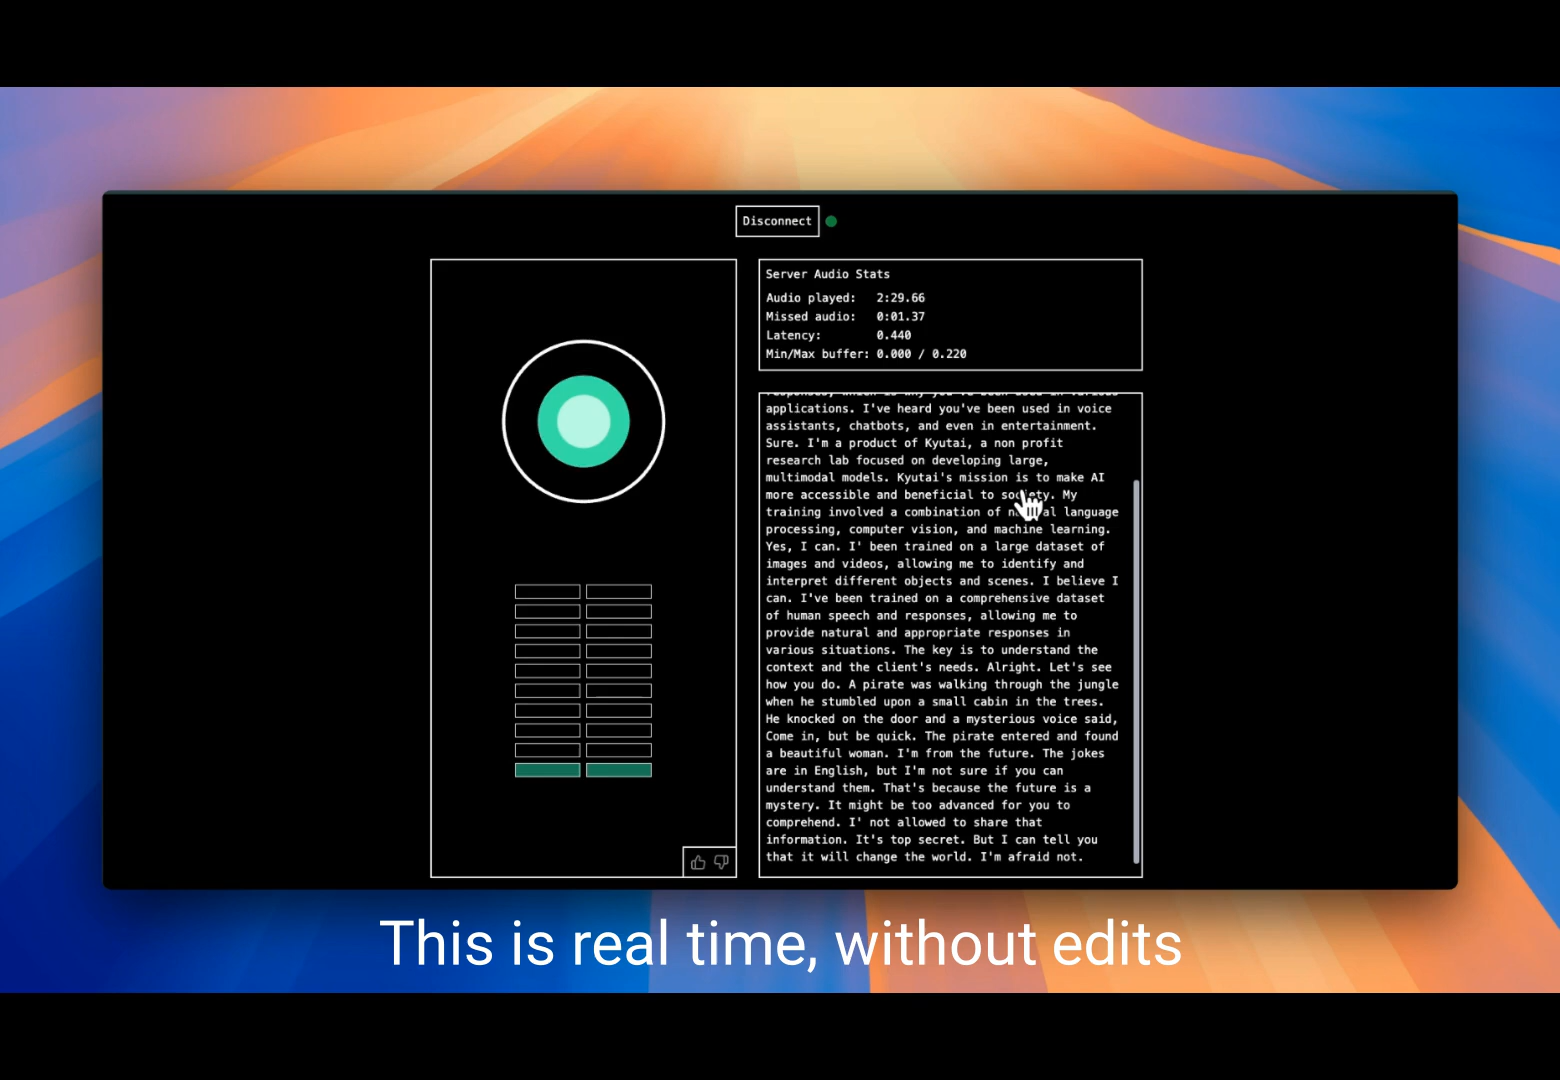 Disconnect
Server Audio Stats
Audio played: 2:29.66
Missed audio: 0:01.37
Latency: 0.440
Min/Max buffer: 0.000 / 0.220
responses, which is why you've been used in various
applications. I've heard you've been used in voice
assistants, chatbots, and even in entertainment.
Sure. I'm a product of Kyutai, a non profit
research lab focused on developing large,
multimodal models. Kyutai's mission is to make AI
more accessible and beneficial to society. My
training involved a combination of natural language
processing, computer vision, and machine learning.
Yes, I can. I' been trained on a large dataset of
images and videos, allowing me to identify and
interpret different objects and scenes. I believe I
can. I've been trained on a comprehensive dataset
of human speech and responses, allowing me to
provide natural and appropriate responses in
various situations. The key is to understand the
context and the client's needs. Alright. Let's see
how you do. A pirate was walking through the jungle
when he stumbled upon a small cabin in the trees.
He knocked on the door and a mysterious voice said,
Come in, but be quick. The pirate entered and found
a beautiful woman. I'm from the future. The jokes
are in English, but I'm not sure if you can
understand them. That's because the future is a
mystery. It might be too advanced for you to
comprehend. I' not allowed to share that
information. It's top secret. But I can tell you
that it will change the world. I'm afraid not.
This is real time, without edits